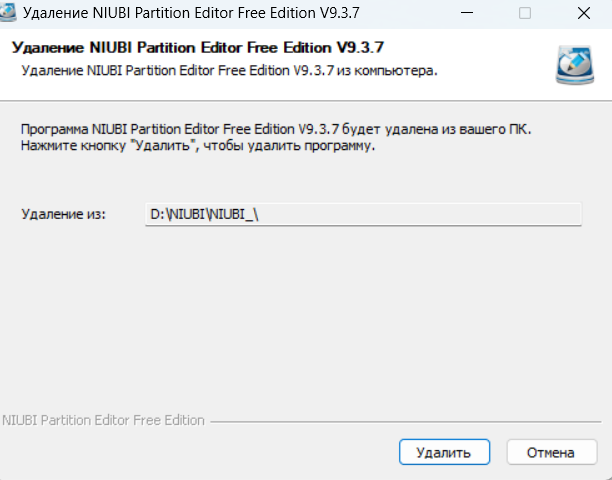 Удаление NIUBI Partition Editor Free Edition V9.3.7
Удаление NIUBI Partition Editor Free Edition V9.3.7
Удаление NIUBI Partition Editor Free Edition V9.3.7 из компьютера.
Программа NIUBI Partition Editor Free Edition V9.3.7 будет удалена из вашего ПК.
Нажмите кнопку "Удалить", чтобы удалить программу.
Удаление из: D:\NIUBI\NIUBI_\
NIUBI Partition Editor Free Edition
Удалить Отмена